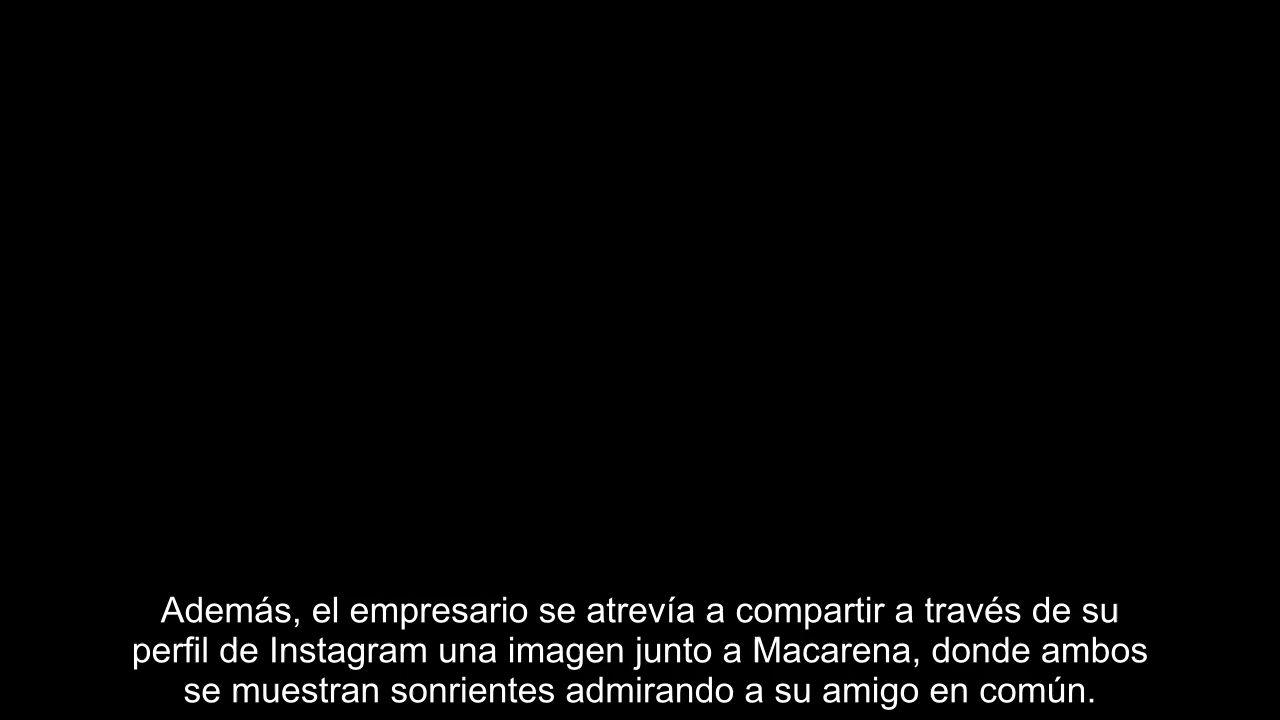 Además, el empresario se atrevía a compartir a través de su
perfil de Instagram una imagen junto a Macarena, donde ambos
se muestran sonrientes admirando a su amigo en común.